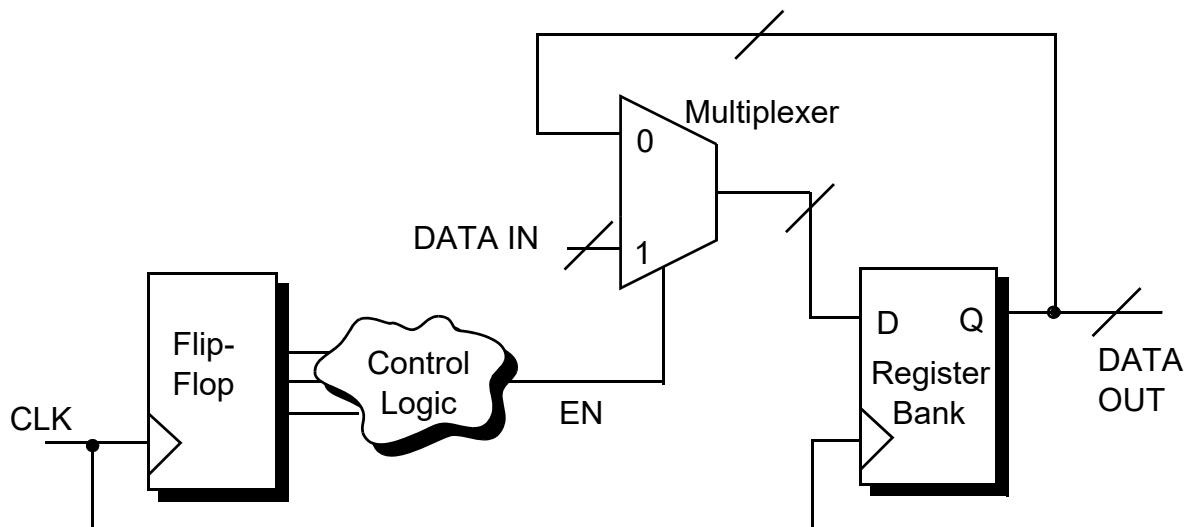 Multiplexer
0
DATA IN
1
Flip-
Flop
Control
Logic
D
Q
Register
Bank
DATA
OUT
CLK
EN